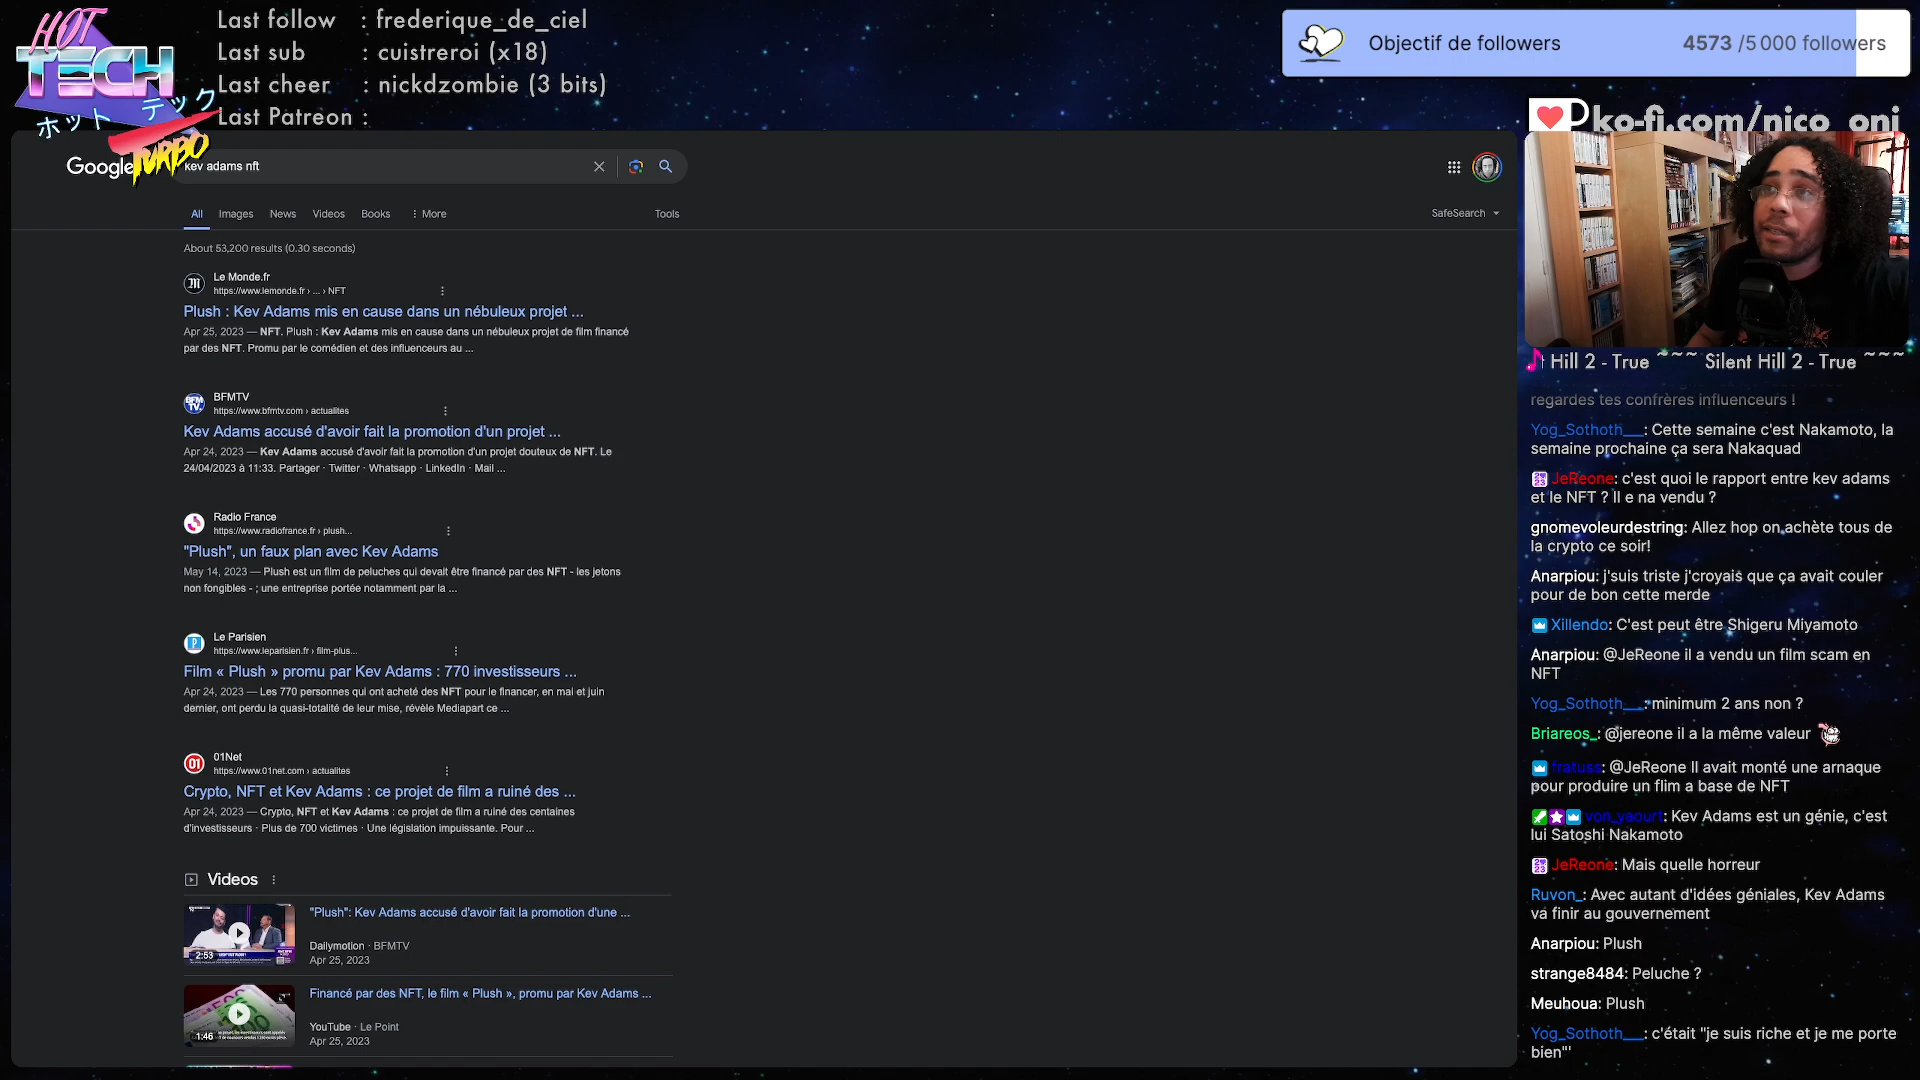 HOT
TECH
ホット テック
TURBO
Last follow : frederique_de_ciel
Last sub : cuistreroi (x18)
Last cheer : nickdzombie (3 bits)
Last Patreon :
Objectif de followers 4573 /5 000 followers
ko-fi.com/nico_oni
Google kev adams nft
All Images News Videos Books More Tools SafeSearch
About 53,200 results (0.30 seconds)
Le Monde.fr
https://www.lemonde.fr › ... › NFT
Plush : Kev Adams mis en cause dans un nébuleux projet ...
Apr 25, 2023 — NFT. Plush : Kev Adams mis en cause dans un nébuleux projet de film financé
par des NFT. Promu par le comédien et des influenceurs au ...
BFMTV
https://www.bfmtv.com › actualites
Kev Adams accusé d'avoir fait la promotion d'un projet ...
Apr 24, 2023 — Kev Adams accusé d'avoir fait la promotion d'un projet douteux de NFT. Le
24/04/2023 à 11:33. Partager · Twitter · Whatsapp · LinkedIn · Mail ...
Radio France
https://www.radiofrance.fr › plush...
"Plush", un faux plan avec Kev Adams
May 14, 2023 — Plush est un film de peluches qui devait être financé par des NFT - les jetons
non fongibles - ; une entreprise portée notamment par la ...
Le Parisien
https://www.leparisien.fr › film-plus...
Film « Plush » promu par Kev Adams : 770 investisseurs ...
Apr 24, 2023 — Les 770 personnes qui ont acheté des NFT pour le financer, en mai et juin
dernier, ont perdu la quasi-totalité de leur mise, révèle Mediapart ce ...
01Net
https://www.01net.com › actualites
Crypto, NFT et Kev Adams : ce projet de film a ruiné des ...
Apr 24, 2023 — Crypto, NFT et Kev Adams : ce projet de film a ruiné des centaines
d'investisseurs · Plus de 700 victimes · Une législation impuissante. Pour ...
Videos
2:53
"Plush": Kev Adams accusé d'avoir fait la promotion d'une ...
Dailymotion · BFMTV
Apr 25, 2023
1:46
Financé par des NFT, le film « Plush », promu par Kev Adams ...
YouTube · Le Point
Apr 25, 2023
t Hill 2 - True ~~~ Silent Hill 2 - True ~~~
regardes tes confrères influenceurs !
Yog_Sothoth__: Cette semaine c'est Nakamoto, la
semaine prochaine ça sera Nakaquad
JeReone: c'est quoi le rapport entre kev adams
et le NFT ? Il e na vendu ?
gnomevoleurdestring: Allez hop on achète tous de
la crypto ce soir!
Anarpiou: j'suis triste j'croyais que ça avait couler
pour de bon cette merde
Xillendo: C'est peut être Shigeru Miyamoto
Anarpiou: @JeReone il a vendu un film scam en
NFT
Yog_Sothoth__: minimum 2 ans non ?
Briareos_: @jereone il a la même valeur
fratuss: @JeReone Il avait monté une arnaque
pour produire un fim a base de NFT
von_yaourt: Kev Adams est un génie, c'est
lui Satoshi Nakamoto
JeReone: Mais quelle horreur
Ruvon_: Avec autant d'idées géniales, Kev Adams
va finir au gouvernement
Anarpiou: Plush
strange8484: Peluche ?
Meuhoua: Plush
Yog_Sothoth__: c'était "je suis riche et je me porte
bien"'